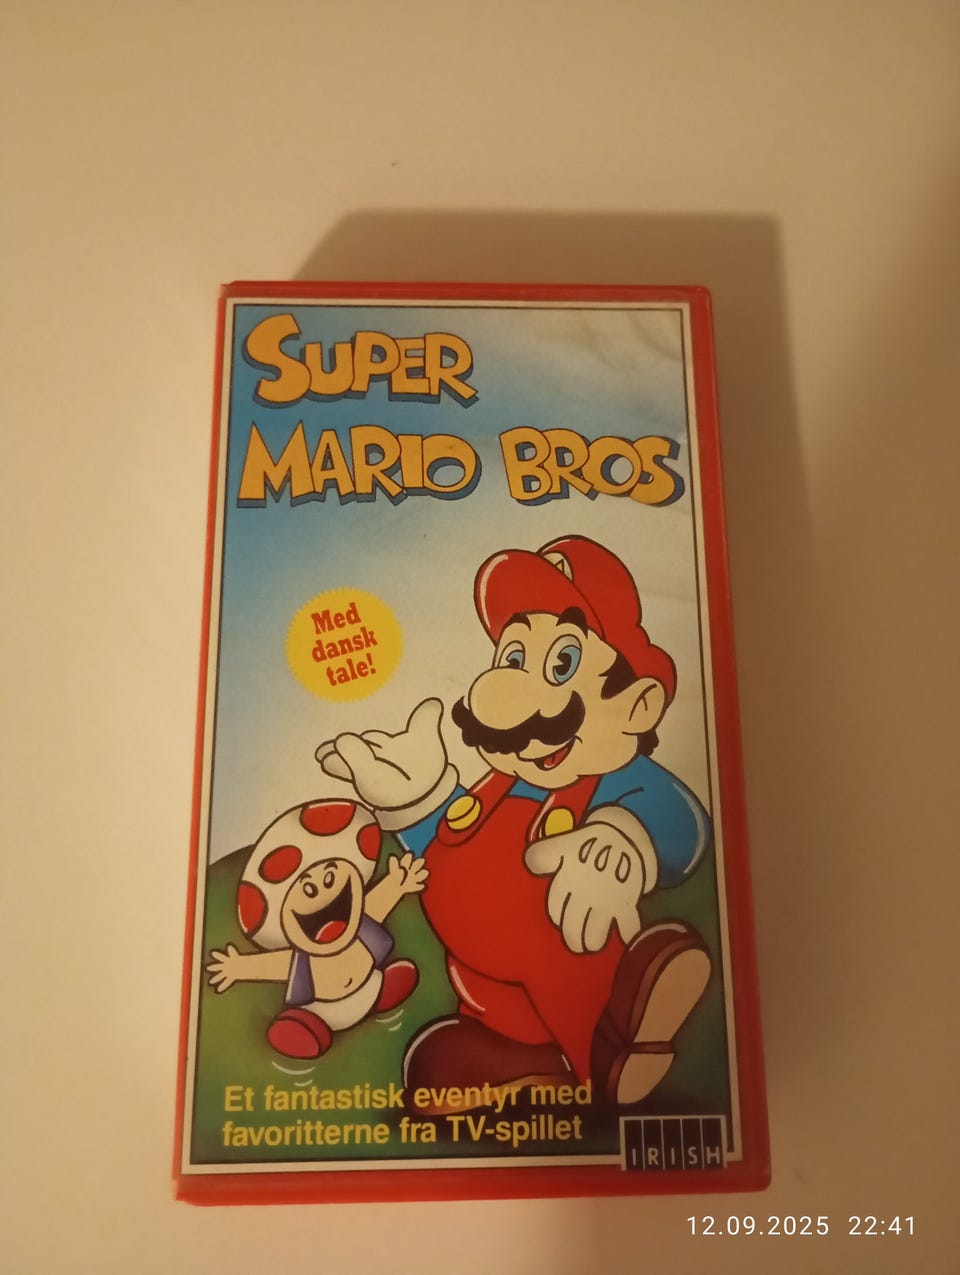 SUPER
MARIO BROS
Med
dansk
tale!
Et fantastisk eventyr med
favoritterne fra TV-spillet
IRISH
12.09.2025 22:41